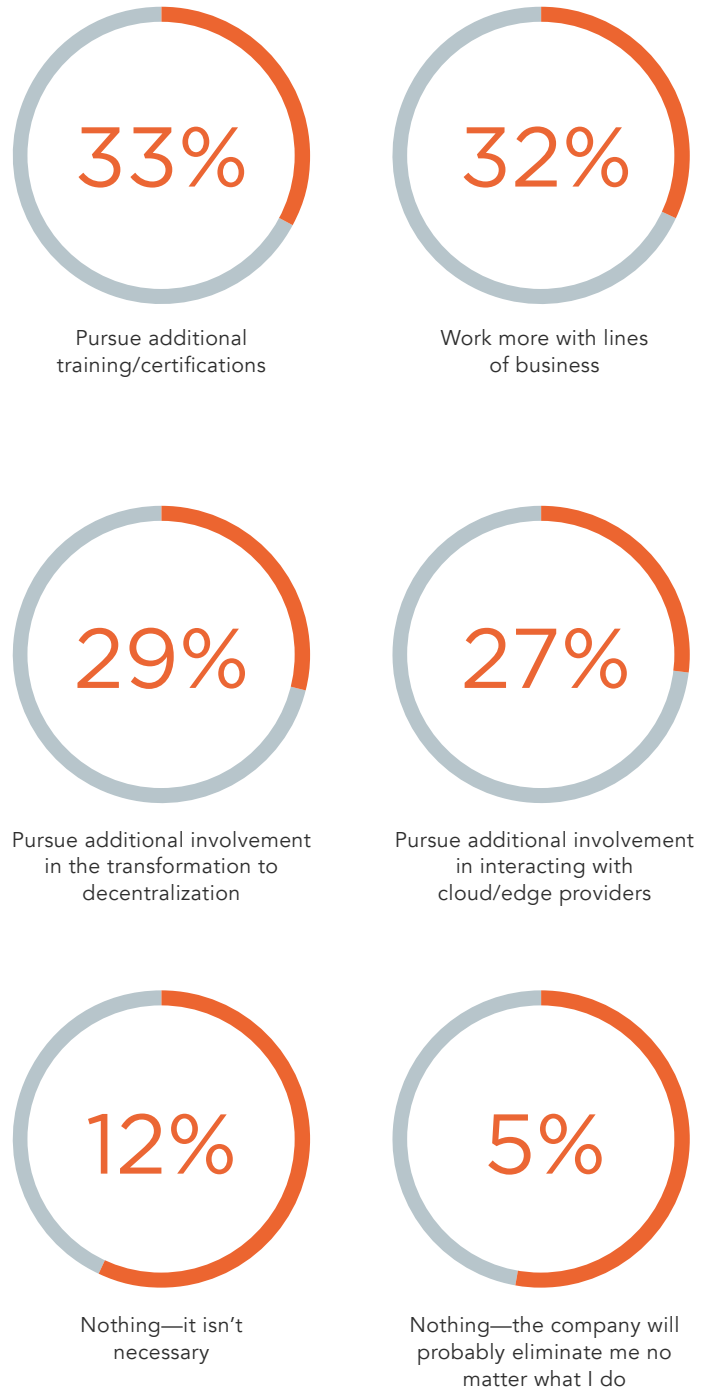 33%
Pursue additional
training/certifications
32%
Work more with lines
of business
29%
Pursue additional involvement
in the transformation to
decentralization
27%
Pursue additional involvement
in interacting with
cloud/edge providers
12%
Nothing—it isn’t
necessary
5%
Nothing—the company will
probably eliminate me no
matter what I do